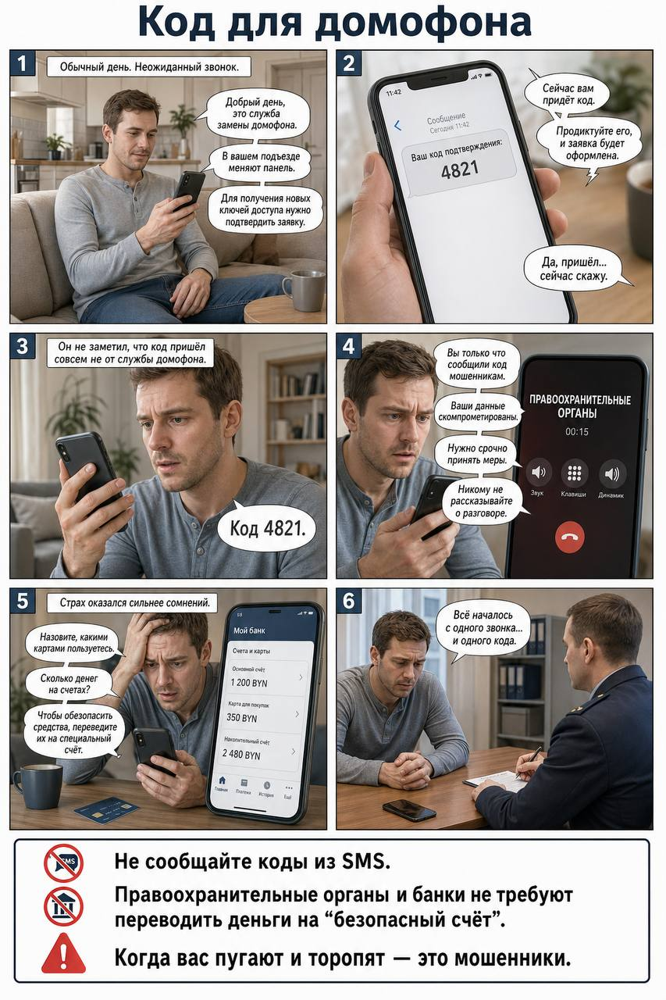 Код для домофона
1
Обычный день. Неожиданный звонок.
Добрый день,
это служба
замены домофона.
В вашем подъезде
меняют панель.
Для получения новых
ключей доступа нужно
подтвердить заявку.
2
11:42
Сообщение
Сегодня 11:42
Ваш код подтверждения:
4821
Сейчас вам
придёт код.
Продиктуйте его,
и заявка будет
оформлена.
Да, пришёл...
сейчас скажу.
3
Он не заметил, что код пришёл
совсем не от службы домофона.
Код 4821.
4
Вы только что
сообщили код
мошенникам.
Ваши данные
скомпрометированы.
Нужно срочно
принять меры.
Никому не
рассказывайте
о разговоре.
ПРАВООХРАНИТЕЛЬНЫЕ
ОРГАНЫ
00:15
Звук Клавиши Динамик
5
Страх оказался сильнее сомнений.
Назовите, какими
картами пользуетесь.
Сколько денег
на счетах?
Чтобы обезопасить
средства, переведите
их на специальный
счёт.
Мой банк
Счета и карты
Основной счёт
1 200 BYN
Карта для покупок
350 BYN
Накопительный счёт
2 480 BYN
Главная Платежи История Ещё
6
Всё началось
с одного звонка...
и одного кода.
SMS
Не сообщайте коды из SMS.
Правоохранительные органы и банки не требуют
переводить деньги на “безопасный счёт”.
Когда вас пугают и торопят — это мошенники.